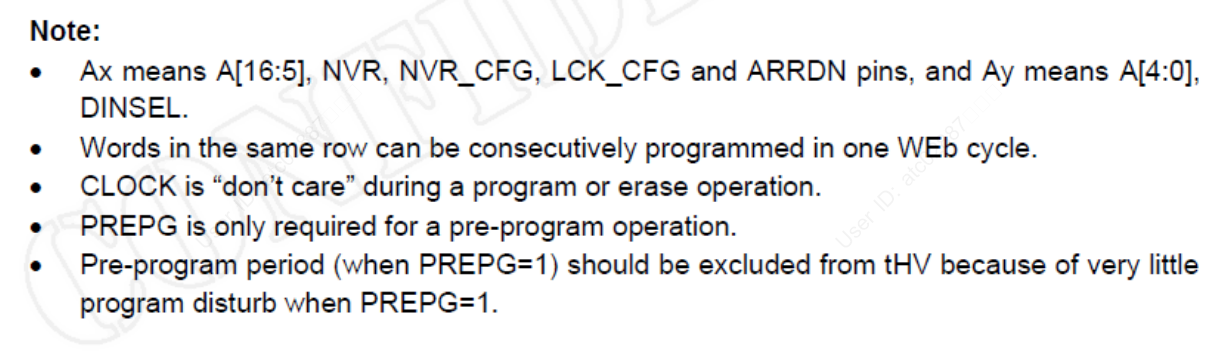 Note:
• Ax means A[16:5], NVR, NVR_CFG, LCK_CFG and ARRDN pins, and Ay means A[4:0],
DINSEL.
• Words in the same row can be consecutively programmed in one WEb cycle.
• CLOCK is “don’t care” during a program or erase operation.
• PREPG is only required for a pre-program operation.
• Pre-program period (when PREPG=1) should be excluded from tHV because of very little
program disturb when PREPG=1.